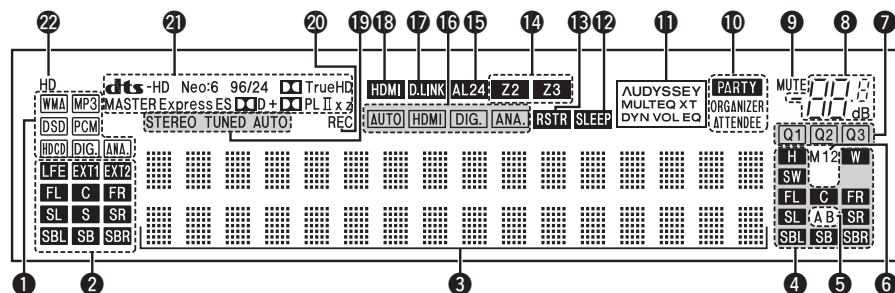 ㉒ ㉑ ⑳ ⑲ ⑱ ⑰ ⑯ ⑮ ⑭ ⑬ ⑫ ⑪ ⑩ ⑨ ⑧ ⑦
HD
dts -HD Neo:6 96/24 TrueHD
MASTER Express ES D + PL II x z
STEREO TUNED AUTO
REC
WMA MP3
DSD PCM
HDCD DIG. ANA.
LFE EXT1 EXT2
FL C FR
SL S SR
SBL SB SBR
HDMI D.LINK AL24 Z2 Z3
AUTO HDMI DIG. ANA. RSTR SLEEP
AUDYSSEY
MULTEQ XT
DYN VOL EQ
PARTY
ORGANIZER
ATTENDEE
MUTE
dB
Q1 Q2 Q3
H M 12 W
SW
FL C FR
SL A B SR
SBL SB SBR
① ② ③ ④ ⑤ ⑥